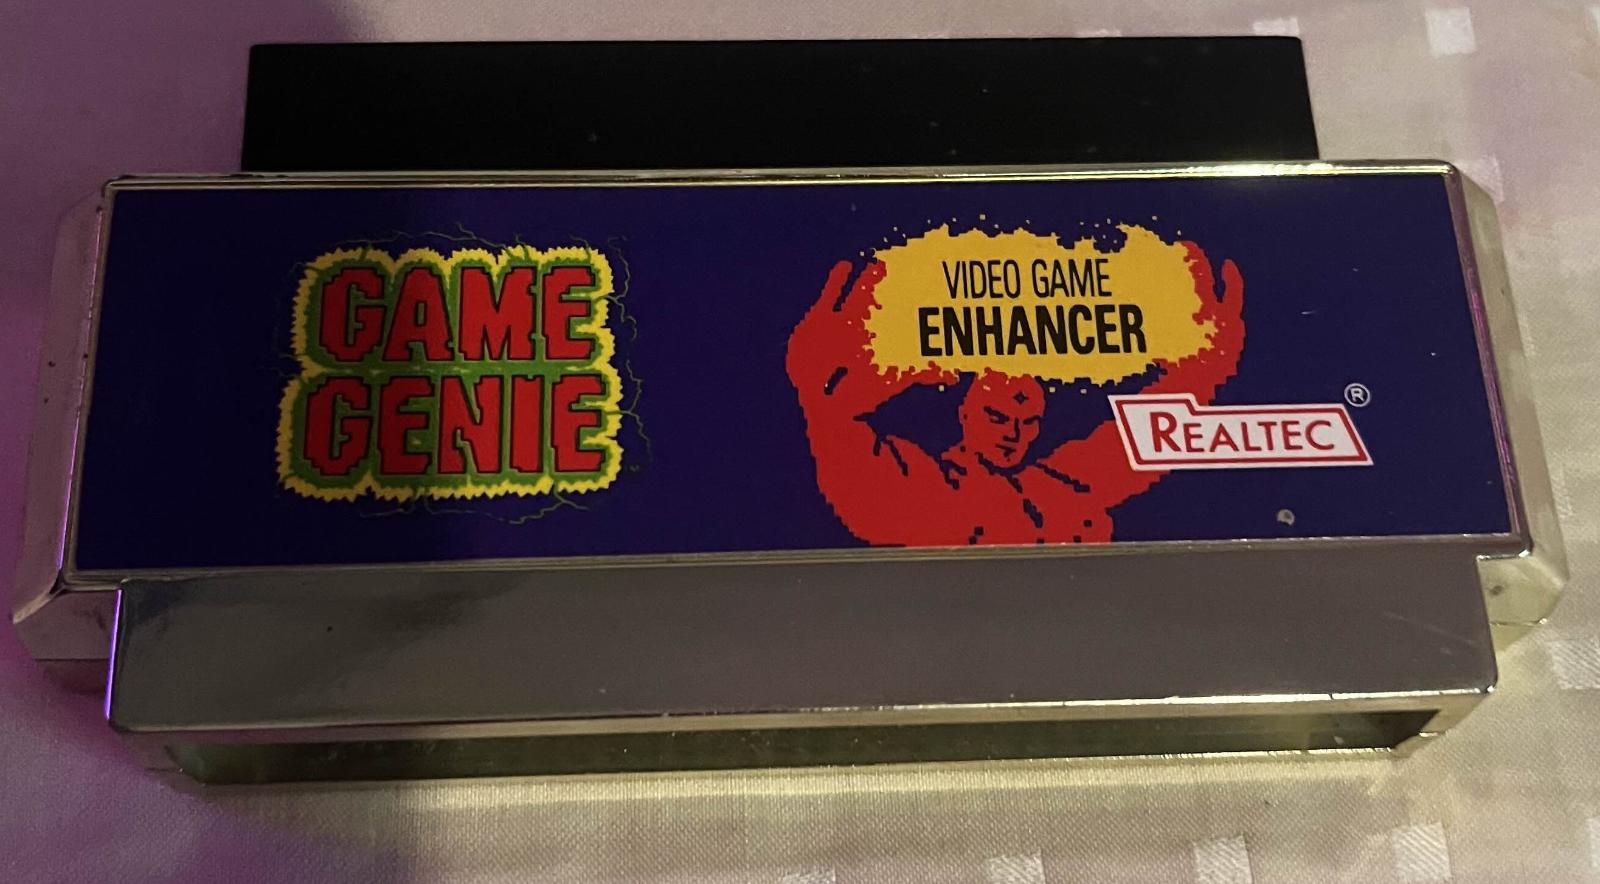 GAME
GENIE
VIDEO GAME
ENHANCER
REALTEC ®